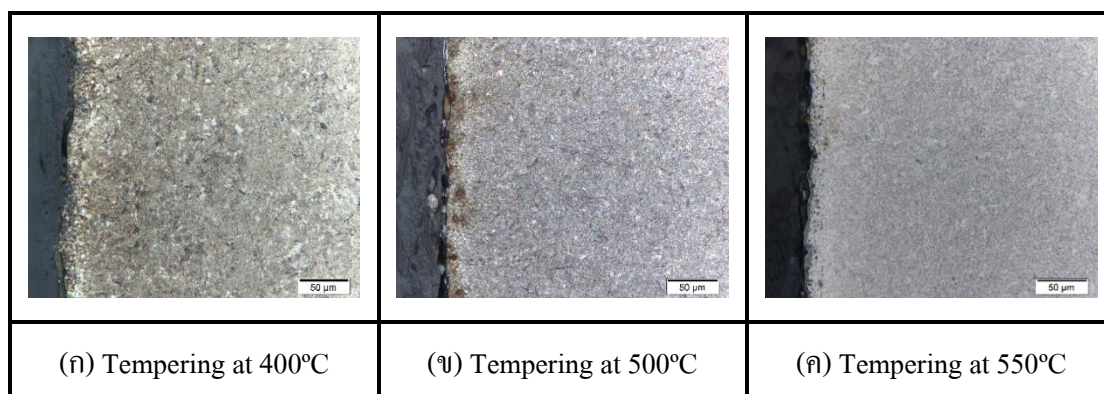 50 µm
50 µm
50 µm
(ก) Tempering at 400ºC
(ข) Tempering at 500ºC
(ค) Tempering at 550ºC